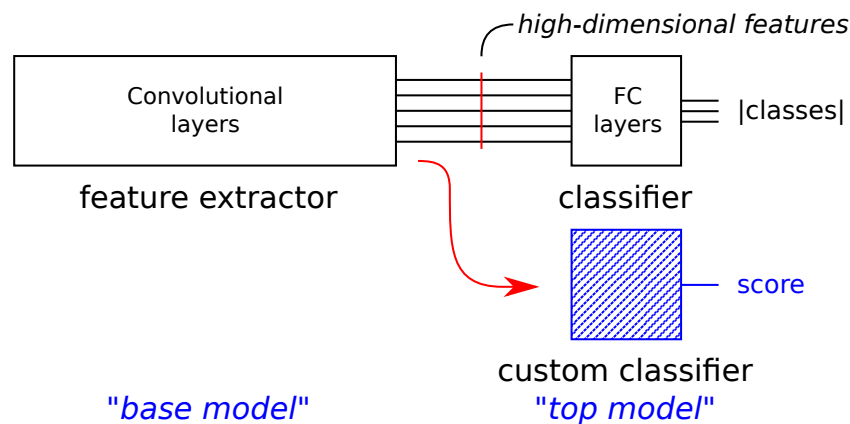 high-dimensional features
Convolutional
layers
FC
layers
|classes|
feature extractor
classifier
score
custom classifier
"base model"
"top model"